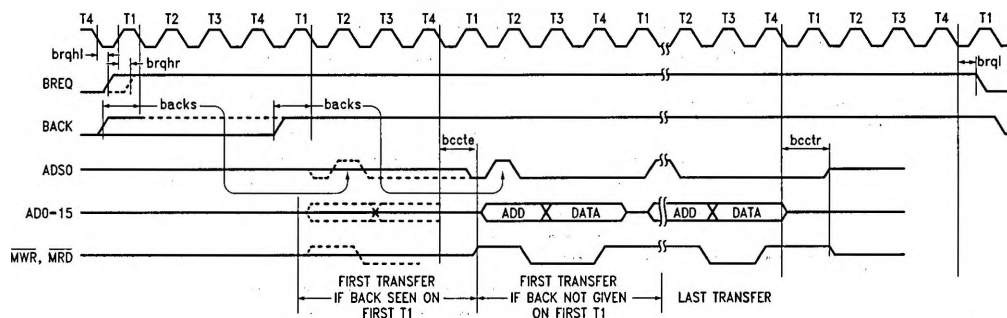 T4 T1 T2 T3 T4 T1 T2 T3 T4 T1 T2 T3 T4 T1 T2 T3 T4 T1 T2 T3 T4 T1
brqhl
brqhr
brql
BREQ
backs
backs
BACK
bccte
bcctr
ADS0
AD0-15
ADD
DATA
ADD
DATA
MWR, MRD
FIRST TRANSFER
IF BACK SEEN ON
FIRST T1
FIRST TRANSFER
IF BACK NOT GIVEN
ON FIRST T1
LAST TRANSFER